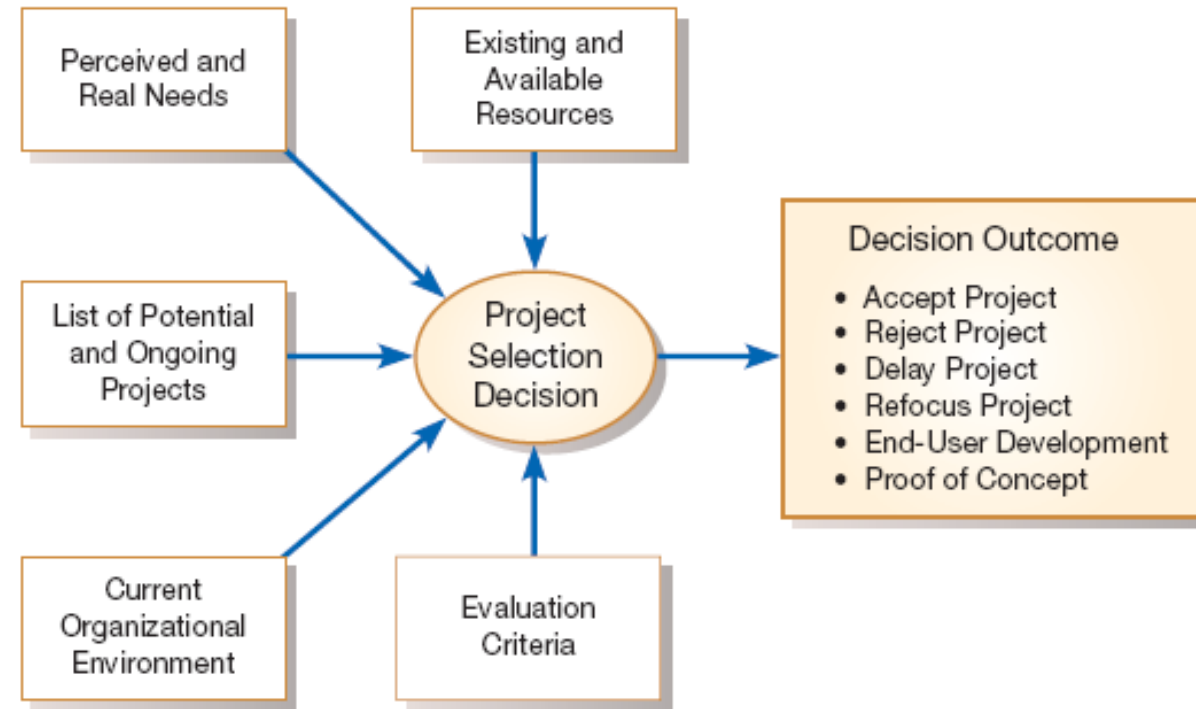 Perceived and
Real Needs
Existing and
Available
Resources
List of Potential
and Ongoing
Projects
Project
Selection
Decision
Decision Outcome
• Accept Project
• Reject Project
• Delay Project
• Refocus Project
• End-User Development
• Proof of Concept
Current
Organizational
Environment
Evaluation
Criteria